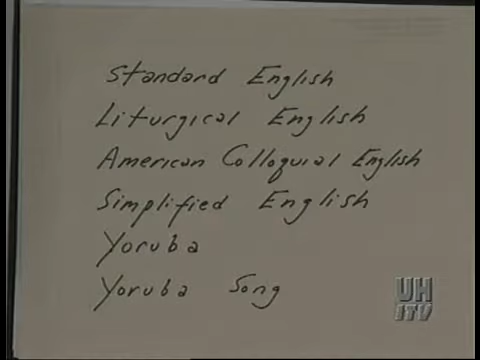 Standard English
Liturgical English
American Colloquial English
Simplified English
Yoruba
Yoruba Song
UH
ITV